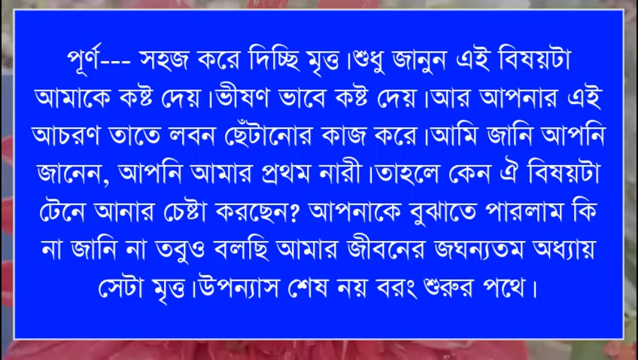 পূর্ণ--- সহজ করে দিচ্ছি মৃত্ত।শুধু জানুন এই বিষয়টা
আমাকে কষ্ট দেয়।ভীষণ ভাবে কষ্ট দেয়।আর আপনার এই
আচরণ তাতে লবন ছেঁটানোর কাজ করে।আমি জানি আপনি
জানেন, আপনি আমার প্রথম নারী।তাহলে কেন ঐ বিষয়টা
টেনে আনার চেষ্টা করছেন? আপনাকে বুঝাতে পারলাম কি
না জানি না তবুও বলছি আমার জীবনের জঘন্যতম অধ্যায়
সেটা মৃত্ত।উপন্যাস শেষ নয় বরং শুরুর পথে।